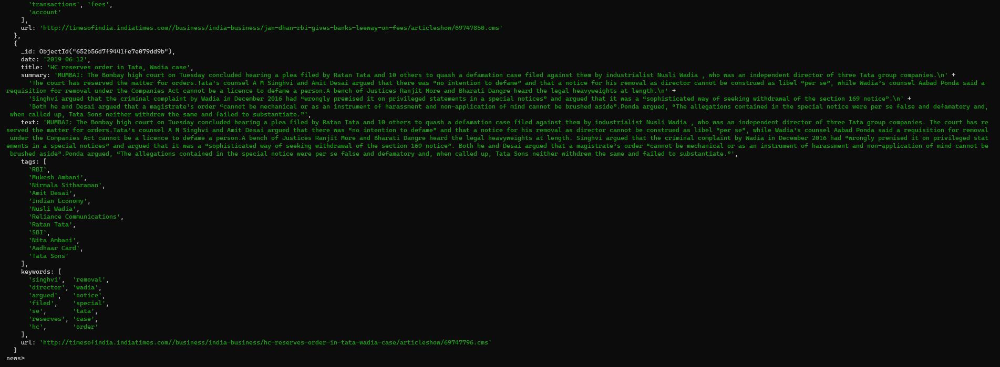 'transactions', 'fees',
'account'
],
url: 'http://timesofindia.indiatimes.com//business/india-business/jan-dhan-rbi-gives-banks-leeway-on-fees/articleshow/69747850.cms'
},
{
_id: ObjectId("652b56d7f9441fe7e079dd9b"),
date: '2019-06-12',
title: 'HC reserves order in Tata, Wadia case',
summary: 'MUMBAI: The Bombay high court on Tuesday concluded hearing a plea filed by Ratan Tata and 10 others to quash a defamation case filed against them by industrialist Nusli Wadia , who was an independent director of three Tata group companies.\n' +
'The court has reserved the matter for orders.Tata’s counsel A M Singhvi and Amit Desai argued that there was “no intention to defame” and that a notice for his removal as director cannot be construed as libel “per se”, while Wadia’s counsel Aabad Ponda said a
requisition for removal under the Companies Act cannot be a licence to defame a person.A bench of Justices Ranjit More and Bharati Dangre heard the legal heavyweights at length.\n' +
'Singhvi argued that the criminal complaint by Wadia in December 2016 had “wrongly premised it on privileged statements in a special notices” and argued that it was a “sophisticated way of seeking withdrawal of the section 169 notice”.\n' +
'Both he and Desai argued that a magistrate’s order “cannot be mechanical or as an instrument of harassment and non-application of mind cannot be brushed aside”.Ponda argued, “The allegations contained in the special notice were per se false and defamatory and,
when called up, Tata Sons neither withdrew the same and failed to substantiate.”',
text: 'MUMBAI: The Bombay high court on Tuesday concluded hearing a plea filed by Ratan Tata and 10 others to quash a defamation case filed against them by industrialist Nusli Wadia , who was an independent director of three Tata group companies. The court has re
served the matter for orders.Tata’s counsel A M Singhvi and Amit Desai argued that there was “no intention to defame” and that a notice for his removal as director cannot be construed as libel “per se”, while Wadia’s counsel Aabad Ponda said a requisition for removal
under the Companies Act cannot be a licence to defame a person.A bench of Justices Ranjit More and Bharati Dangre heard the legal heavyweights at length. Singhvi argued that the criminal complaint by Wadia in December 2016 had “wrongly premised it on privileged stat
ements in a special notices” and argued that it was a “sophisticated way of seeking withdrawal of the section 169 notice”. Both he and Desai argued that a magistrate’s order “cannot be mechanical or as an instrument of harassment and non-application of mind cannot be
brushed aside”.Ponda argued, “The allegations contained in the special notice were per se false and defamatory and, when called up, Tata Sons neither withdrew the same and failed to substantiate.”',
tags: [
'RBI',
'Mukesh Ambani',
'Nirmala Sitharaman',
'Amit Desai',
'Indian Economy',
'Nusli Wadia',
'Reliance Communications',
'Ratan Tata',
'SBI',
'Nita Ambani',
'Aadhaar Card',
'Tata Sons'
],
keywords: [
'singhvi', 'removal',
'director', 'wadia',
'argued', 'notice',
'filed', 'special',
'se', 'tata',
'reserves', 'case',
'hc', 'order'
],
url: 'http://timesofindia.indiatimes.com//business/india-business/hc-reserves-order-in-tata-wadia-case/articleshow/69747796.cms'
}
news>